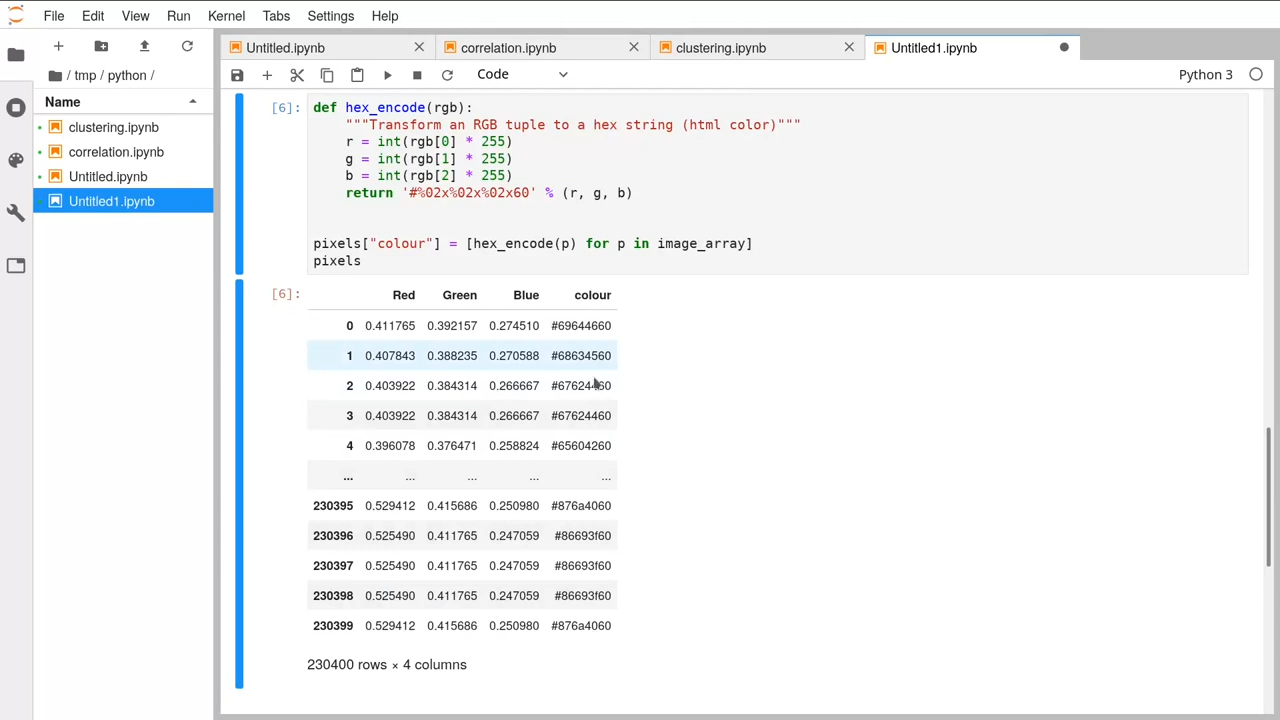 File Edit View Run Kernel Tabs Settings Help
/ tmp / python /
Name
clustering.ipynb
correlation.ipynb
Untitled.ipynb
Untitled1.ipynb
Untitled.ipynb correlation.ipynb clustering.ipynb Untitled1.ipynb
Code Python 3
[6]: def hex_encode(rgb):
"""Transform an RGB tuple to a hex string (html color)"""
r = int(rgb[0] * 255)
g = int(rgb[1] * 255)
b = int(rgb[2] * 255)
return '#%02x%02x%02x60' % (r, g, b)
pixels["colour"] = [hex_encode(p) for p in image_array]
pixels
[6]: Red Green Blue colour
0 0.411765 0.392157 0.274510 #69644660
1 0.407843 0.388235 0.270588 #68634560
2 0.403922 0.384314 0.266667 #67624460
3 0.403922 0.384314 0.266667 #67624460
4 0.396078 0.376471 0.258824 #65604260
... ... ... ... ...
230395 0.529412 0.415686 0.250980 #876a4060
230396 0.525490 0.411765 0.247059 #86693f60
230397 0.525490 0.411765 0.247059 #86693f60
230398 0.525490 0.411765 0.247059 #86693f60
230399 0.529412 0.415686 0.250980 #876a4060
230400 rows × 4 columns